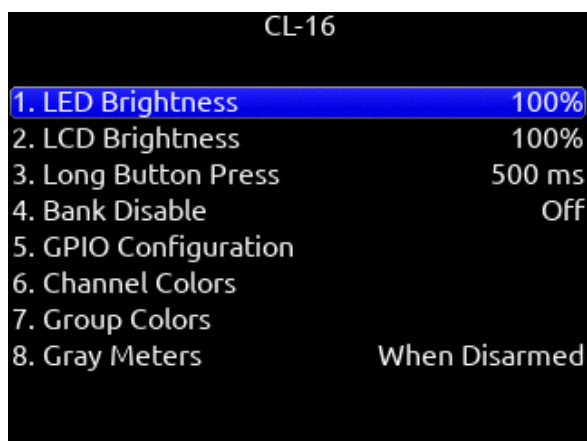 CL-16
1. LED Brightness 100%
2. LCD Brightness 100%
3. Long Button Press 500 ms
4. Bank Disable Off
5. GPIO Configuration
6. Channel Colors
7. Group Colors
8. Gray Meters When Disarmed